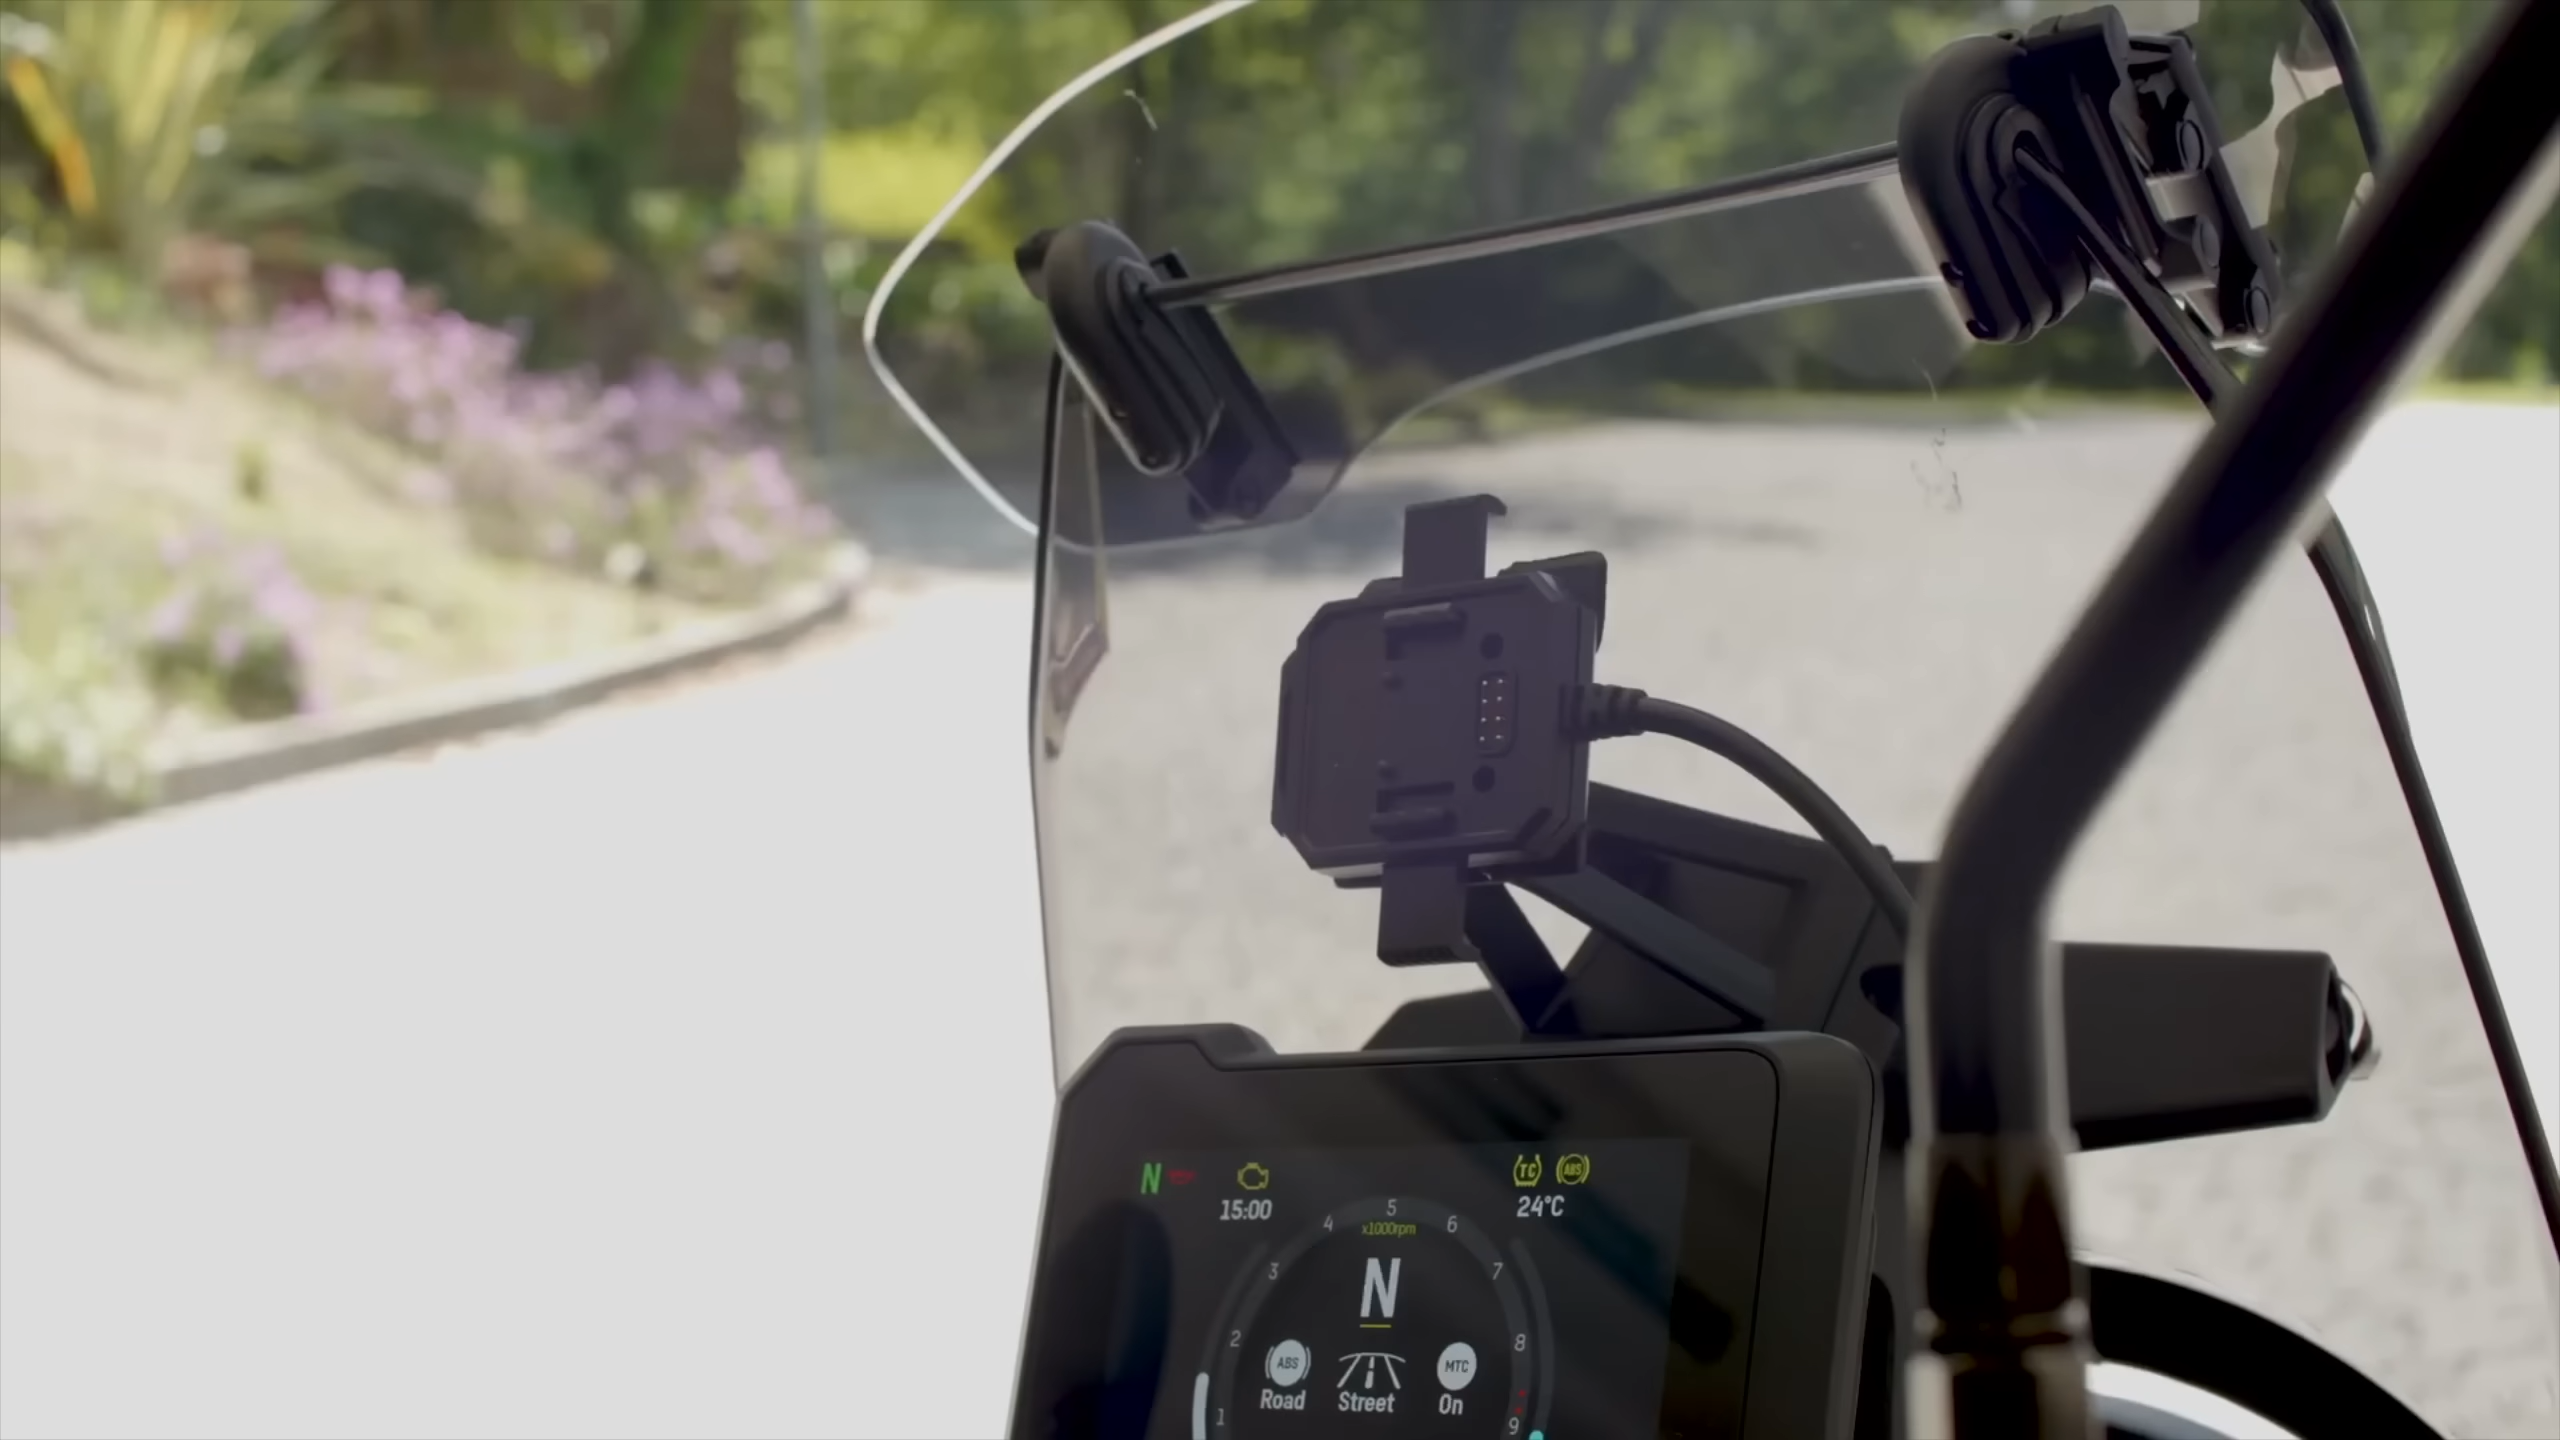 N
TC ABS
15:00
24°C
4 5 6
x1000rpm
3 7
N
2 8
ABS MTC
Road Street On
1 9